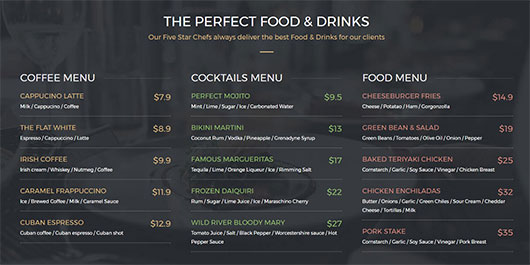 THE PERFECT FOOD & DRINKS
Our Five Star Chefs always deliver the best Food & Drinks for our clients
COFFEE MENU
CAPPUCINO LATTE $7.9
Milk / Cappucino / Coffee
THE FLAT WHITE $8.9
Espresso / Cappucino / Latte
IRISH COFFEE $9.9
Irish cream / Whiskey / Nutmeg / Coffee
CARAMEL FRAPPUCCINO $11.9
Ice / Brewed Coffee / Milk / Caramel Sauce
CUBAN ESPRESSO $12.9
Cuban coffee / Cuban espresso / Cuban shot
COCKTAILS MENU
PERFECT MOJITO $9.5
Mint / Lime / Sugar / Ice / Carbonated Water
BIKINI MARTINI $13
Coconut Rum / Vodka / Pineapple / Grenadyne Syrup
FAMOUS MARGUERITAS $17
Tequila / Lime / Orange Liqueur / Ice / Rimming Salt
FROZEN DAIQUIRI $22
Rum / Sugar / Lime Juice / Ice / Maraschino Cherry
WILD RIVER BLOODY MARY $27
Tomato Juice / Salt / Black Pepper / Worcestershire sauce / Hot
Pepper Sauce
FOOD MENU
CHEESEBURGER FRIES $14.9
Cheese / Potatao / Ham / Gorgonzolla
GREEN BEAN & SALAD $19
Green Beans / Tomatoes / Olive Oil / Onion / Pepper
BAKED TERIYAKI CHICKEN $25
Cornstarch / Garlic / Soy Sauce / Vinegar / Chicken Breast
CHICKEN ENCHILADAS $32
Butter / Onions / Garlic / Green Chiles / Sour Cream / Cheddar
Cheese / Tortillas / Milk
PORK STAKE $35
Cornstarch / Garlic / Soy Sauce / Vinegar / Pork Breast